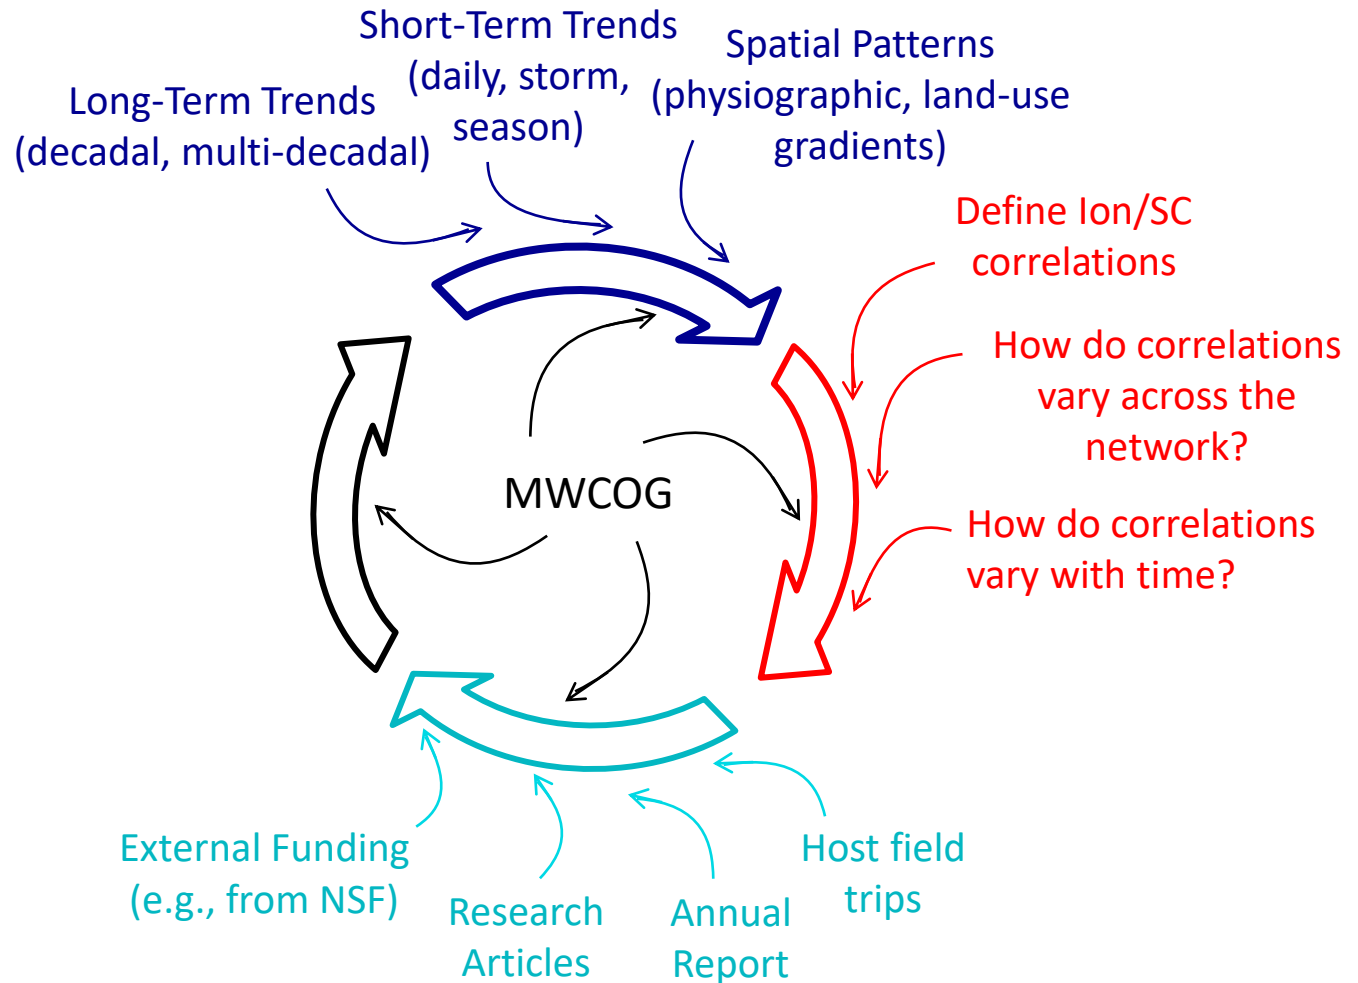 Short-Term Trends
(daily, storm,
season)
Spatial Patterns
(physiographic, land-use
gradients)
Long-Term Trends
(decadal, multi-decadal)
Define Ion/SC
correlations
How do correlations
vary across the
network?
MWCOG
How do correlations
vary with time?
External Funding
(e.g., from NSF)
Research
Articles
Annual
Report
Host field
trips